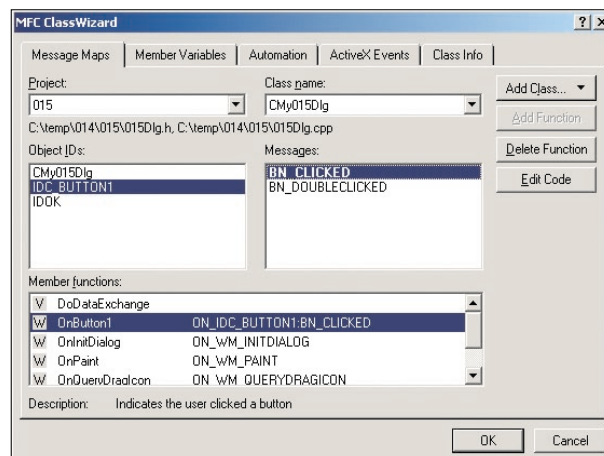 MFC ClassWizard
Message Maps Member Variables Automation ActiveX Events Class Info
Project: Class name:
015 CMy015Dlg
Add Class...
C:\temp\014\015\015Dlg.h, C:\temp\014\015\015Dlg.cpp
Add Function
Object IDs: Messages:
Delete Function
CMy015Dlg BN_CLICKED
IDC_BUTTON1 BN_DOUBLECLICKED
IDOK
Edit Code
Member functions:
V DoDataExchange
W OnButton1 ON_IDC_BUTTON1:BN_CLICKED
W OnInitDialog ON_WM_INITDIALOG
W OnPaint ON_WM_PAINT
W OnQueryDragIcon ON_WM_QUERYDRAGICON
Description: Indicates the user clicked a button
OK Cancel